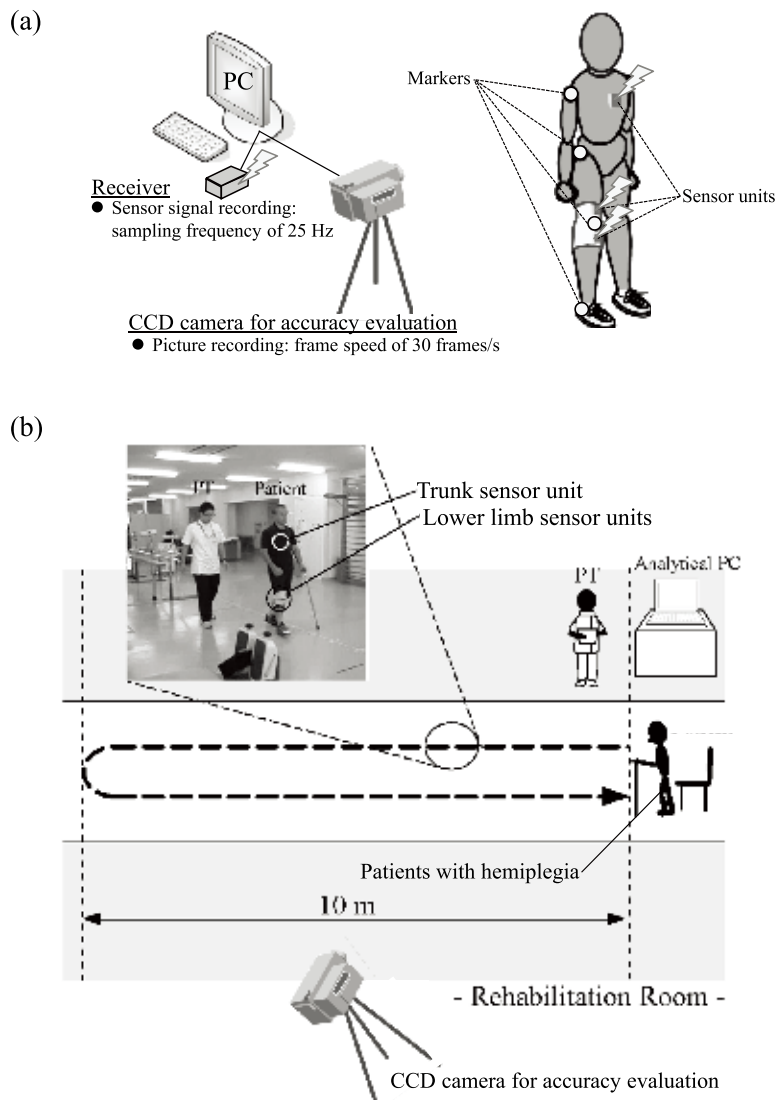 (a)
PC
Markers
Sensor units
Receiver
● Sensor signal recording:
sampling frequency of 25 Hz
CCD camera for accuracy evaluation
● Picture recording: frame speed of 30 frames/s
(b)
PT
Patient
Trunk sensor unit
Lower limb sensor units
PT
Analytical PC
Patients with hemiplegia
10 m
- Rehabilitation Room -
CCD camera for accuracy evaluation